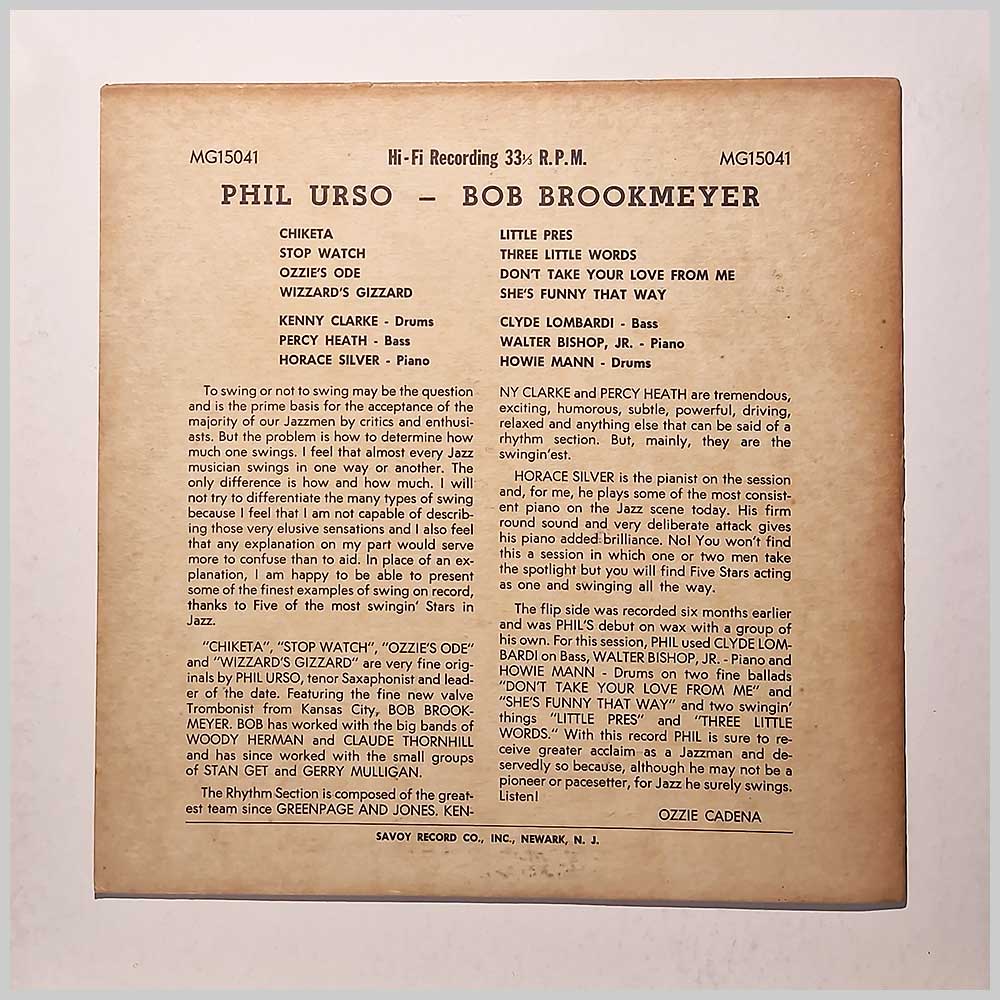 MG15041 Hi-Fi Recording 33⅓ R.P.M. MG15041
PHIL URSO — BOB BROOKMEYER
CHIKETA
STOP WATCH
OZZIE'S ODE
WIZZARD'S GIZZARD
KENNY CLARKE - Drums
PERCY HEATH - Bass
HORACE SILVER - Piano
LITTLE PRES
THREE LITTLE WORDS
DON'T TAKE YOUR LOVE FROM ME
SHE'S FUNNY THAT WAY
CLYDE LOMBARDI - Bass
WALTER BISHOP, JR. - Piano
HOWIE MANN - Drums
To swing or not to swing may be the question
and is the prime basis for the acceptance of the
majority of our Jazzmen by critics and enthusi-
asts. But the problem is how to determine how
much one swings. I feel that almost every Jazz
musician swings in one way or another. The
only difference is how and how much. I will
not try to differentiate the many types of swing
because I feel that I am not capable of describ-
ing those very elusive sensations and I also feel
that any explanation on my part would serve
more to confuse than to aid. In place of an ex-
planation, I am happy to be able to present
some of the finest examples of swing on record,
thanks to Five of the most swingin' Stars in
Jazz.
"CHIKETA", "STOP WATCH", "OZZIE'S ODE"
and "WIZZARD'S GIZZARD" are very fine orig-
inals by PHIL URSO, tenor Saxaphonist and lead-
er of the date. Featuring the fine new valve
Trombonist from Kansas City, BOB BROOK-
MEYER. BOB has worked with the big bands of
WOODY HERMAN and CLAUDE THORNHILL
and has since worked with the small groups
of STAN GET and GERRY MULLIGAN.
The Rhythm Section is composed of the great-
est team since GREENPAGE AND JONES. KEN-
NY CLARKE and PERCY HEATH are tremendous,
exciting, humorous, subtle, powerful, driving,
relaxed and anything else that can be said of a
rhythm section. But, mainly, they are the
swingin'est.
HORACE SILVER is the pianist on the session
and, for me, he plays some of the most consist-
ent piano on the Jazz scene today. His firm
round sound and very deliberate attack gives
his piano added brilliance. No! You won't find
this a session in which one or two men take
the spotlight but you will find Five Stars acting
as one and swinging all the way.
The flip side was recorded six months earlier
and was PHIL'S debut on wax with a group of
his own. For this session, PHIL used CLYDE LOM-
BARDI on Bass, WALTER BISHOP, JR. - Piano and
HOWIE MANN - Drums on two fine ballads
"DON'T TAKE YOUR LOVE FROM ME" and
"SHE'S FUNNY THAT WAY" and two swingin'
things "LITTLE PRES" and "THREE LITTLE
WORDS." With this record PHIL is sure to re-
ceive greater acclaim as a Jazzman and de-
servedly so because, although he may not be a
pioneer or pacesetter, for Jazz he surely swings.
Listen!
OZZIE CADENA
SAVOY RECORD CO., INC., NEWARK, N. J.